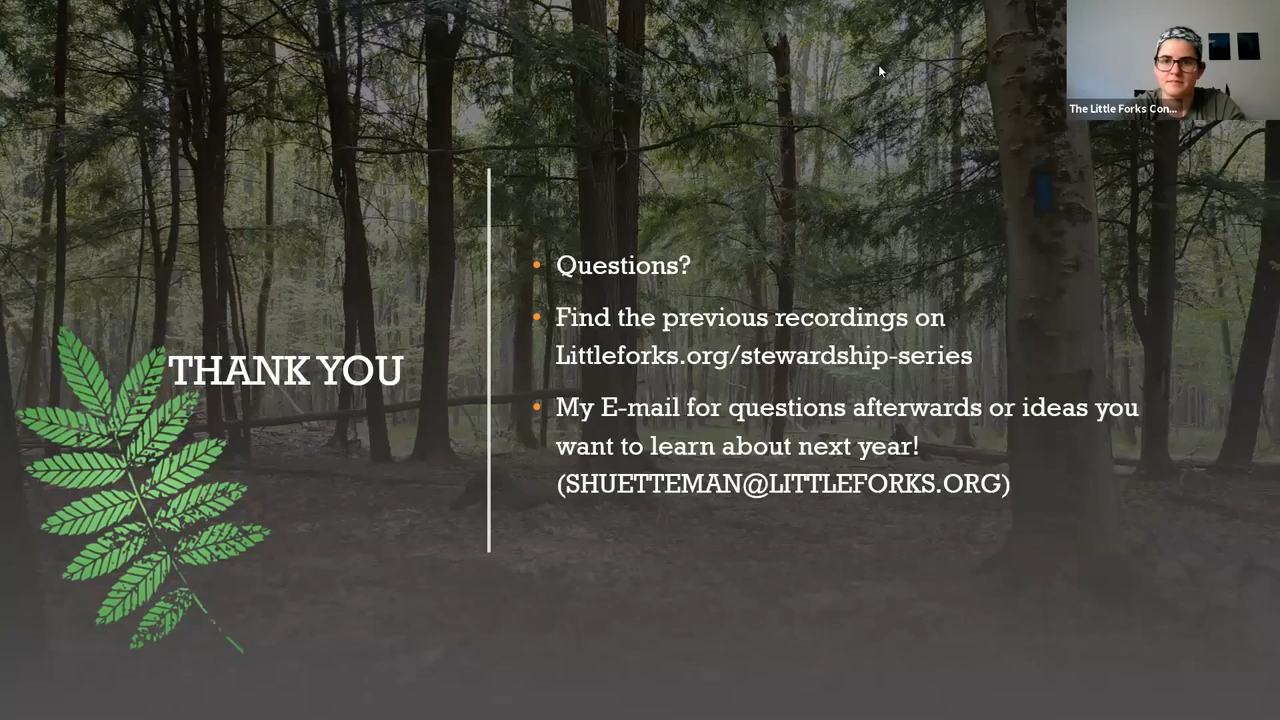 The Little Forks Con...
THANK YOU
• Questions?
• Find the previous recordings on
Littleforks.org/stewardship-series
• My E-mail for questions afterwards or ideas you
want to learn about next year!
(SHUETTEMAN@LITTLEFORKS.ORG)